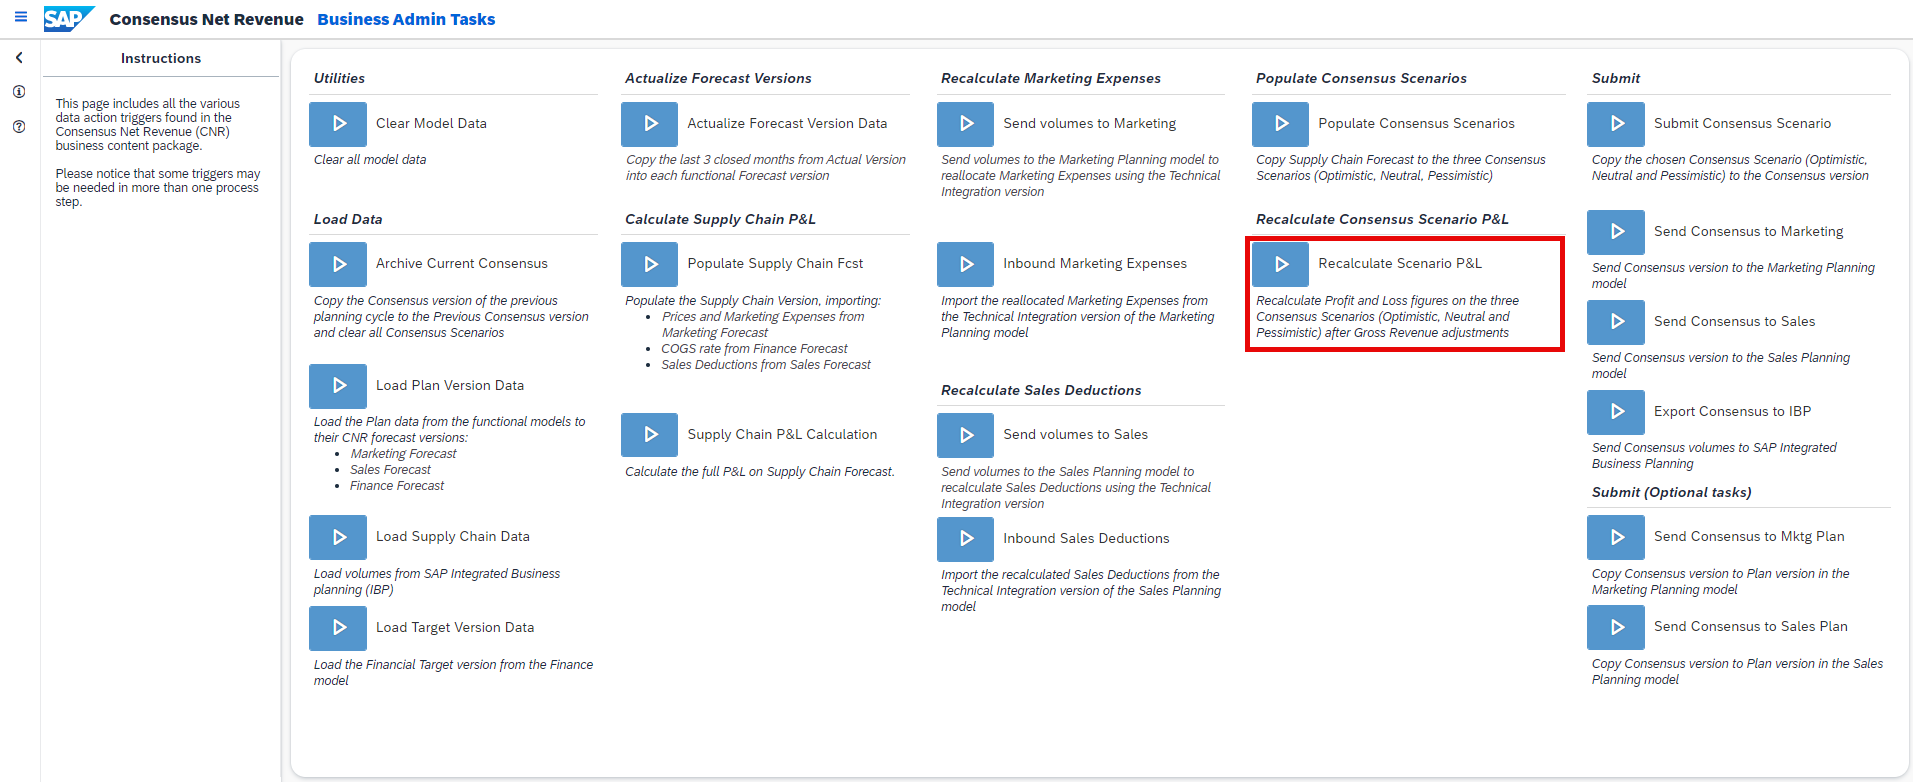 SAP Consensus Net Revenue Business Admin Tasks
Instructions
This page includes all the various
data action triggers found in the
Consensus Net Revenue (CNR)
business content package.
Please notice that some triggers may
be needed in more than one process
step.
Utilities
Clear Model Data
Clear all model data
Load Data
Archive Current Consensus
Copy the Consensus version of the previous
planning cycle to the Previous Consensus version
and clear all Consensus Scenarios
Load Plan Version Data
Load the Plan data from the functional models to
their CNR forecast versions:
• Marketing Forecast
• Sales Forecast
• Finance Forecast
Load Supply Chain Data
Load volumes from SAP Integrated Business
planning (IBP)
Load Target Version Data
Load the Financial Target version from the Finance
model
Actualize Forecast Versions
Actualize Forecast Version Data
Copy the last 3 closed months from Actual Version
into each functional Forecast version
Calculate Supply Chain P&L
Populate Supply Chain Fcst
Populate the Supply Chain Version, importing:
• Prices and Marketing Expenses from
Marketing Forecast
• COGS rate from Finance Forecast
• Sales Deductions from Sales Forecast
Supply Chain P&L Calculation
Calculate the full P&L on Supply Chain Forecast.
Recalculate Marketing Expenses
Send volumes to Marketing
Send volumes to the Marketing Planning model to
reallocate Marketing Expenses using the Technical
Integration version
Inbound Marketing Expenses
Import the reallocated Marketing Expenses from
the Technical Integration version of the Marketing
Planning model
Recalculate Sales Deductions
Send volumes to Sales
Send volumes to the Sales Planning model to
recalculate Sales Deductions using the Technical
Integration version
Inbound Sales Deductions
Import the recalculated Sales Deductions from the
Technical Integration version of the Sales Planning
model
Populate Consensus Scenarios
Populate Consensus Scenarios
Copy Supply Chain Forecast to the three Consensus
Scenarios (Optimistic, Neutral, Pessimistic)
Recalculate Consensus Scenario P&L
Recalculate Scenario P&L
Recalculate Profit and Loss figures on the three
Consensus Scenarios (Optimistic, Neutral and
Pessimistic) after Gross Revenue adjustments
Submit
Submit Consensus Scenario
Copy the chosen Consensus Scenario (Optimistic,
Neutral and Pessimistic) to the Consensus version
Send Consensus to Marketing
Send Consensus version to the Marketing Planning
model
Send Consensus to Sales
Send Consensus version to the Sales Planning
model
Export Consensus to IBP
Send Consensus volumes to SAP Integrated
Business Planning
Submit (Optional tasks)
Send Consensus to Mktg Plan
Copy Consensus version to Plan version in the
Marketing Planning model
Send Consensus to Sales Plan
Copy Consensus version to Plan version in the Sales
Planning model